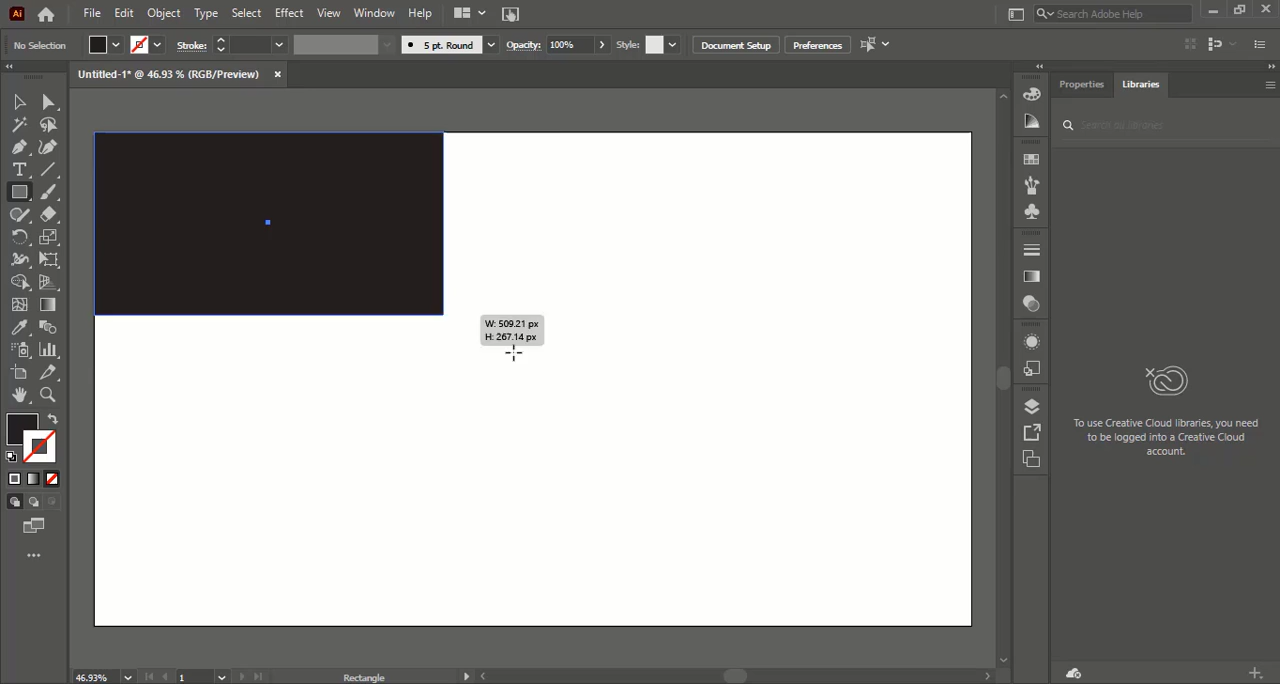 Ai
File Edit Object Type Select Effect View Window Help
Search Adobe Help
No Selection
Stroke:
5 pt. Round
Opacity: 100%
Style:
Document Setup
Preferences
Untitled-1* @ 46.93 % (RGB/Preview)
Properties
Libraries
Search all libraries
W: 509.21 px
H: 267.14 px
To use Creative Cloud libraries, you need
to be logged into a Creative Cloud
account.
46.93%
1
Rectangle